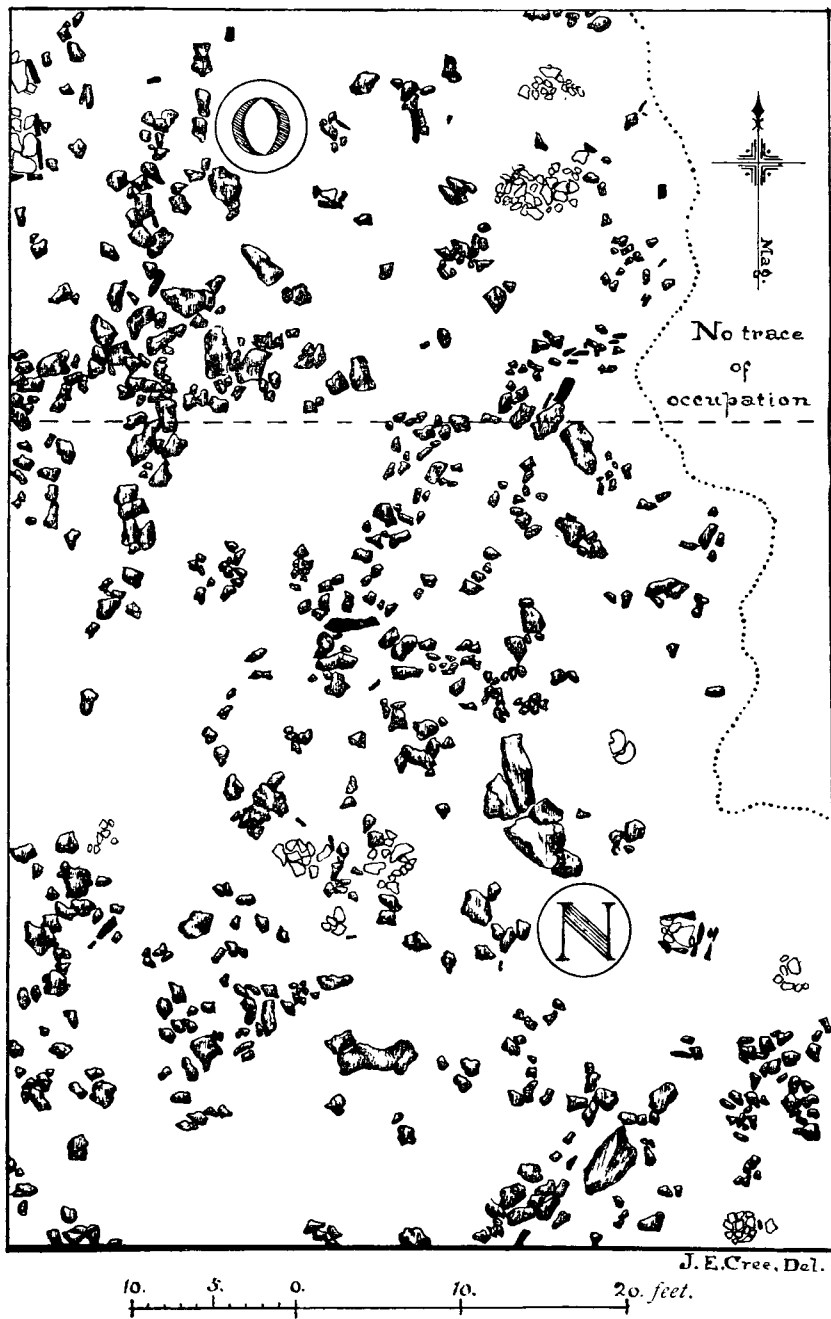 O
Mag.
No trace
of
occupation
N
J. E. Cree, Del.
10. 5. 0. 10. 20. feet.